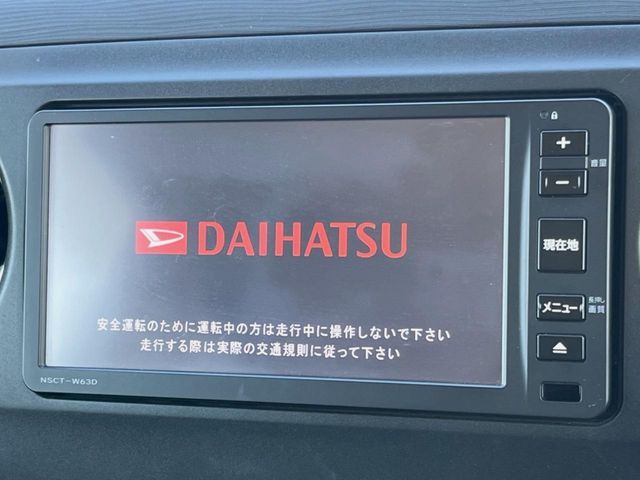 DAIHATSU
安全運転のために運転中の方は走行中に操作しないで下さい
走行する際は実際の交通規則に従って下さい
NSCT-W63D
+
音量
-
現在地
メニュー
長押し
画質